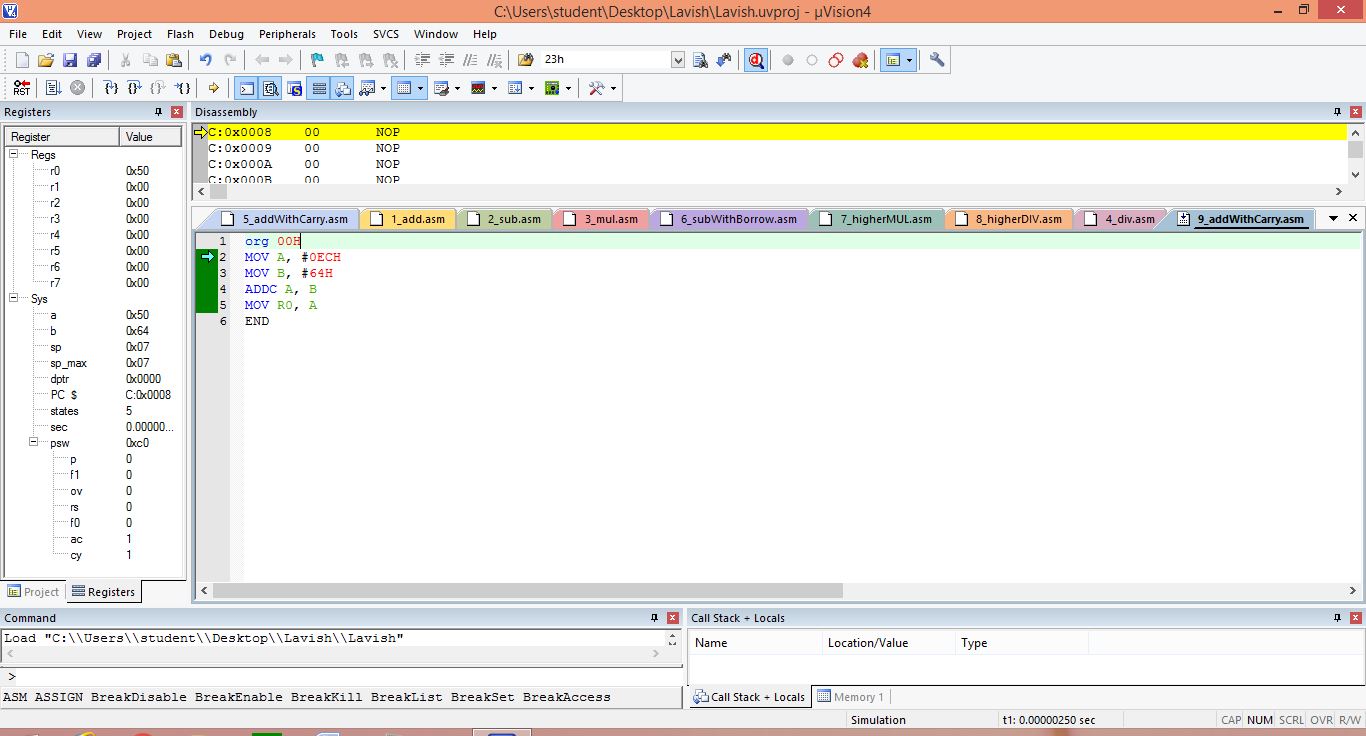 C:\Users\student\Desktop\Lavish\Lavish.uvproj - µVision4
File Edit View Project Flash Debug Peripherals Tools SVCS Window Help
23h
RST
Registers
Register Value
Regs
r0 0x50
r1 0x00
r2 0x00
r3 0x00
r4 0x00
r5 0x00
r6 0x00
r7 0x00
Sys
a 0x50
b 0x64
sp 0x07
sp_max 0x07
dptr 0x0000
PC $ C:0x0008
states 5
sec 0.00000...
psw 0xc0
p 0
f1 0
ov 0
rs 0
f0 0
ac 1
cy 1
Project Registers
Disassembly
C:0x0008 00 NOP
C:0x0009 00 NOP
C:0x000A 00 NOP
C:0x000B 00 NOP
5_addWithCarry.asm 1_add.asm 2_sub.asm 3_mul.asm 6_subWithBorrow.asm 7_higherMUL.asm 8_higherDIV.asm 4_div.asm 9_addWithCarry.asm
1 org 00H
2 MOV A, #0ECH
3 MOV B, #64H
4 ADDC A, B
5 MOV R0, A
6 END
Command
Load "C:\\Users\\student\\Desktop\\Lavish\\Lavish"
>
ASM ASSIGN BreakDisable BreakEnable BreakKill BreakList BreakSet BreakAccess
Call Stack + Locals
Name Location/Value Type
Call Stack + Locals Memory 1
Simulation t1: 0.00000250 sec CAP NUM SCRL OVR R/W